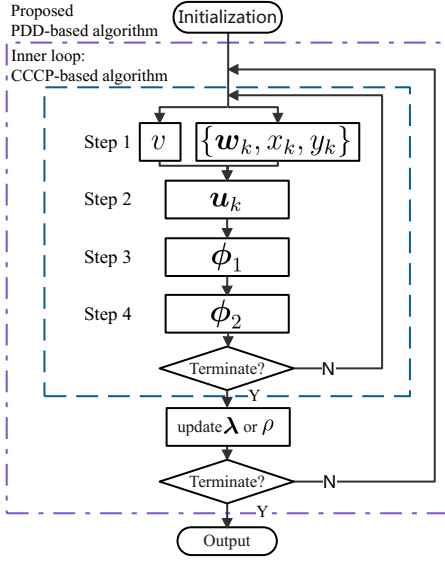 Proposed
PDD-based algorithm
Initialization
Inner loop:
CCCP-based algorithm
Step 1
v
{w_k, x_k, y_k}
Step 2
u_k
Step 3
ϕ_1
Step 4
ϕ_2
Terminate?
N
Y
update λ or ρ
Terminate?
N
Y
Output